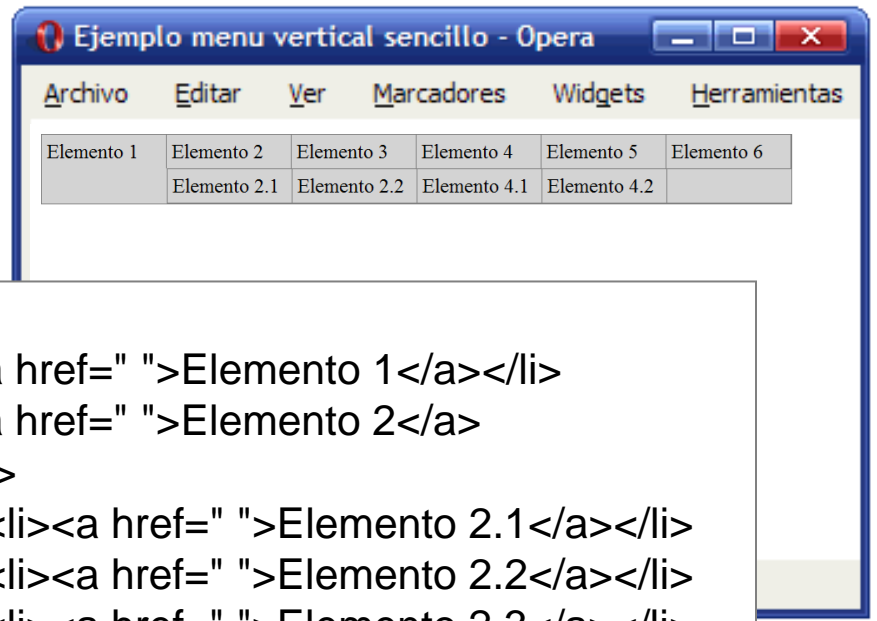 Ejemplo menu vertical sencillo - Opera
Archivo Editar Ver Marcadores Widgets Herramientas
Elemento 1 Elemento 2 Elemento 3 Elemento 4 Elemento 5 Elemento 6
Elemento 2.1 Elemento 2.2 Elemento 4.1 Elemento 4.2
href=" ">Elemento 1</a></li>
href=" ">Elemento 2</a>
>
<li><a href=" ">Elemento 2.1</a></li>
<li><a href=" ">Elemento 2.2</a></li>